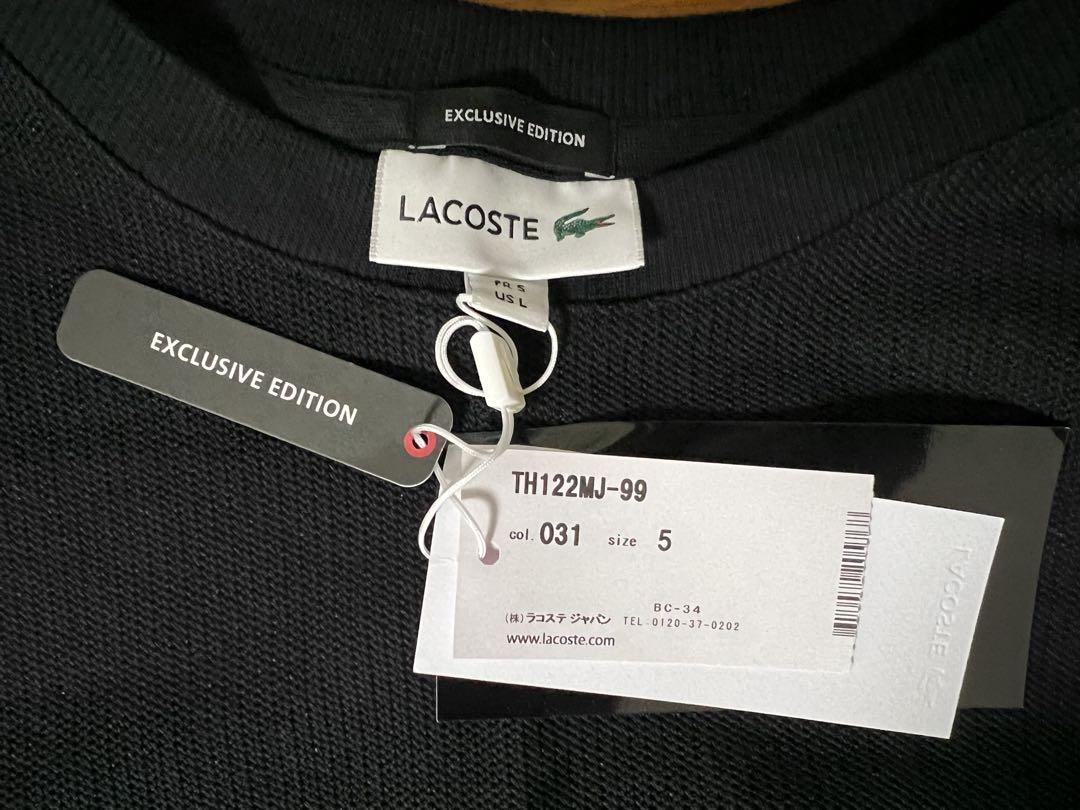 EXCLUSIVE EDITION
LACOSTE
FR 5
US L
EXCLUSIVE EDITION
TH122MJ-99
col. 031 size 5
BC-34
(株)ラコステ ジャパン TEL:0120-37-0202
www.lacoste.com
LACOSTE